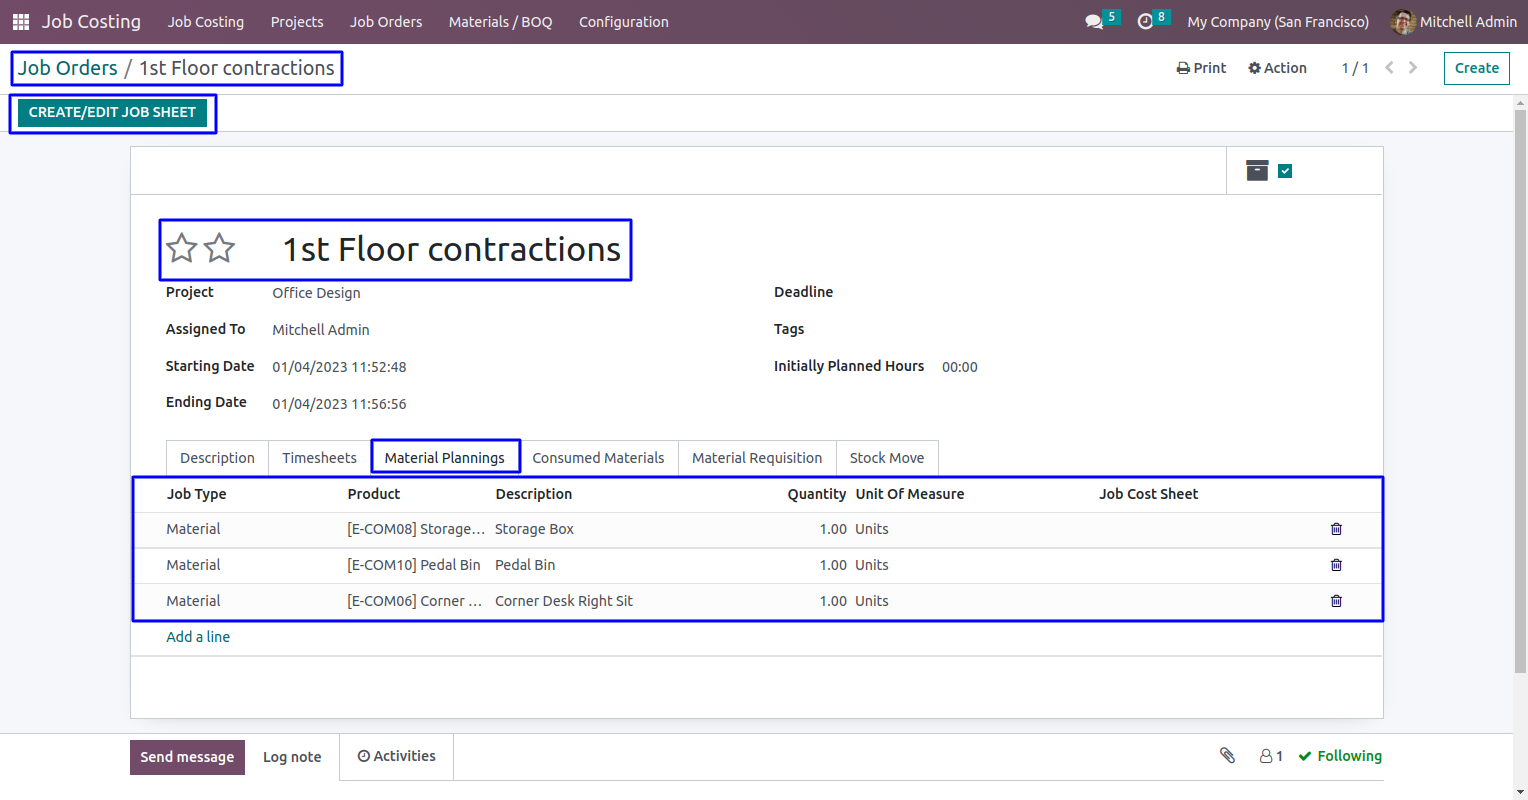 Job Costing Job Costing Projects Job Orders Materials / BOQ Configuration 5 8 My Company (San Francisco) Mitchell Admin
Job Orders / 1st Floor contractions Print Action 1 / 1 Create
CREATE/EDIT JOB SHEET
1st Floor contractions
Project Office Design Deadline
Assigned To Mitchell Admin Tags
Starting Date 01/04/2023 11:52:48 Initially Planned Hours 00:00
Ending Date 01/04/2023 11:56:56
Description Timesheets Material Plannings Consumed Materials Material Requisition Stock Move
Job Type Product Description Quantity Unit Of Measure Job Cost Sheet
Material [E-COM08] Storage... Storage Box 1.00 Units
Material [E-COM10] Pedal Bin Pedal Bin 1.00 Units
Material [E-COM06] Corner ... Corner Desk Right Sit 1.00 Units
Add a line
Send message Log note Activities 1 Following